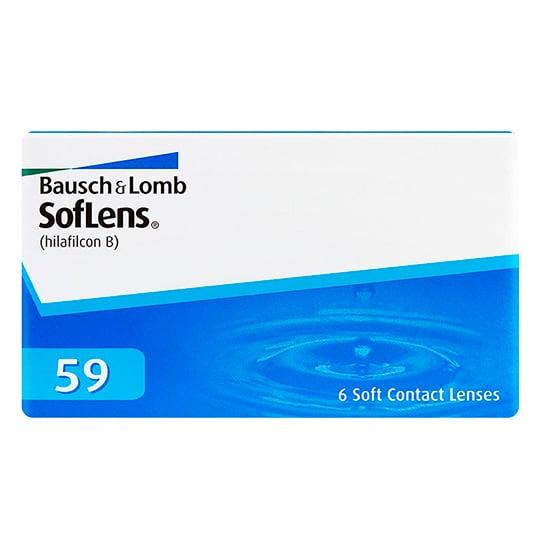 Bausch & Lomb
SofLens®
(hilafilcon B)
59
6 Soft Contact Lenses